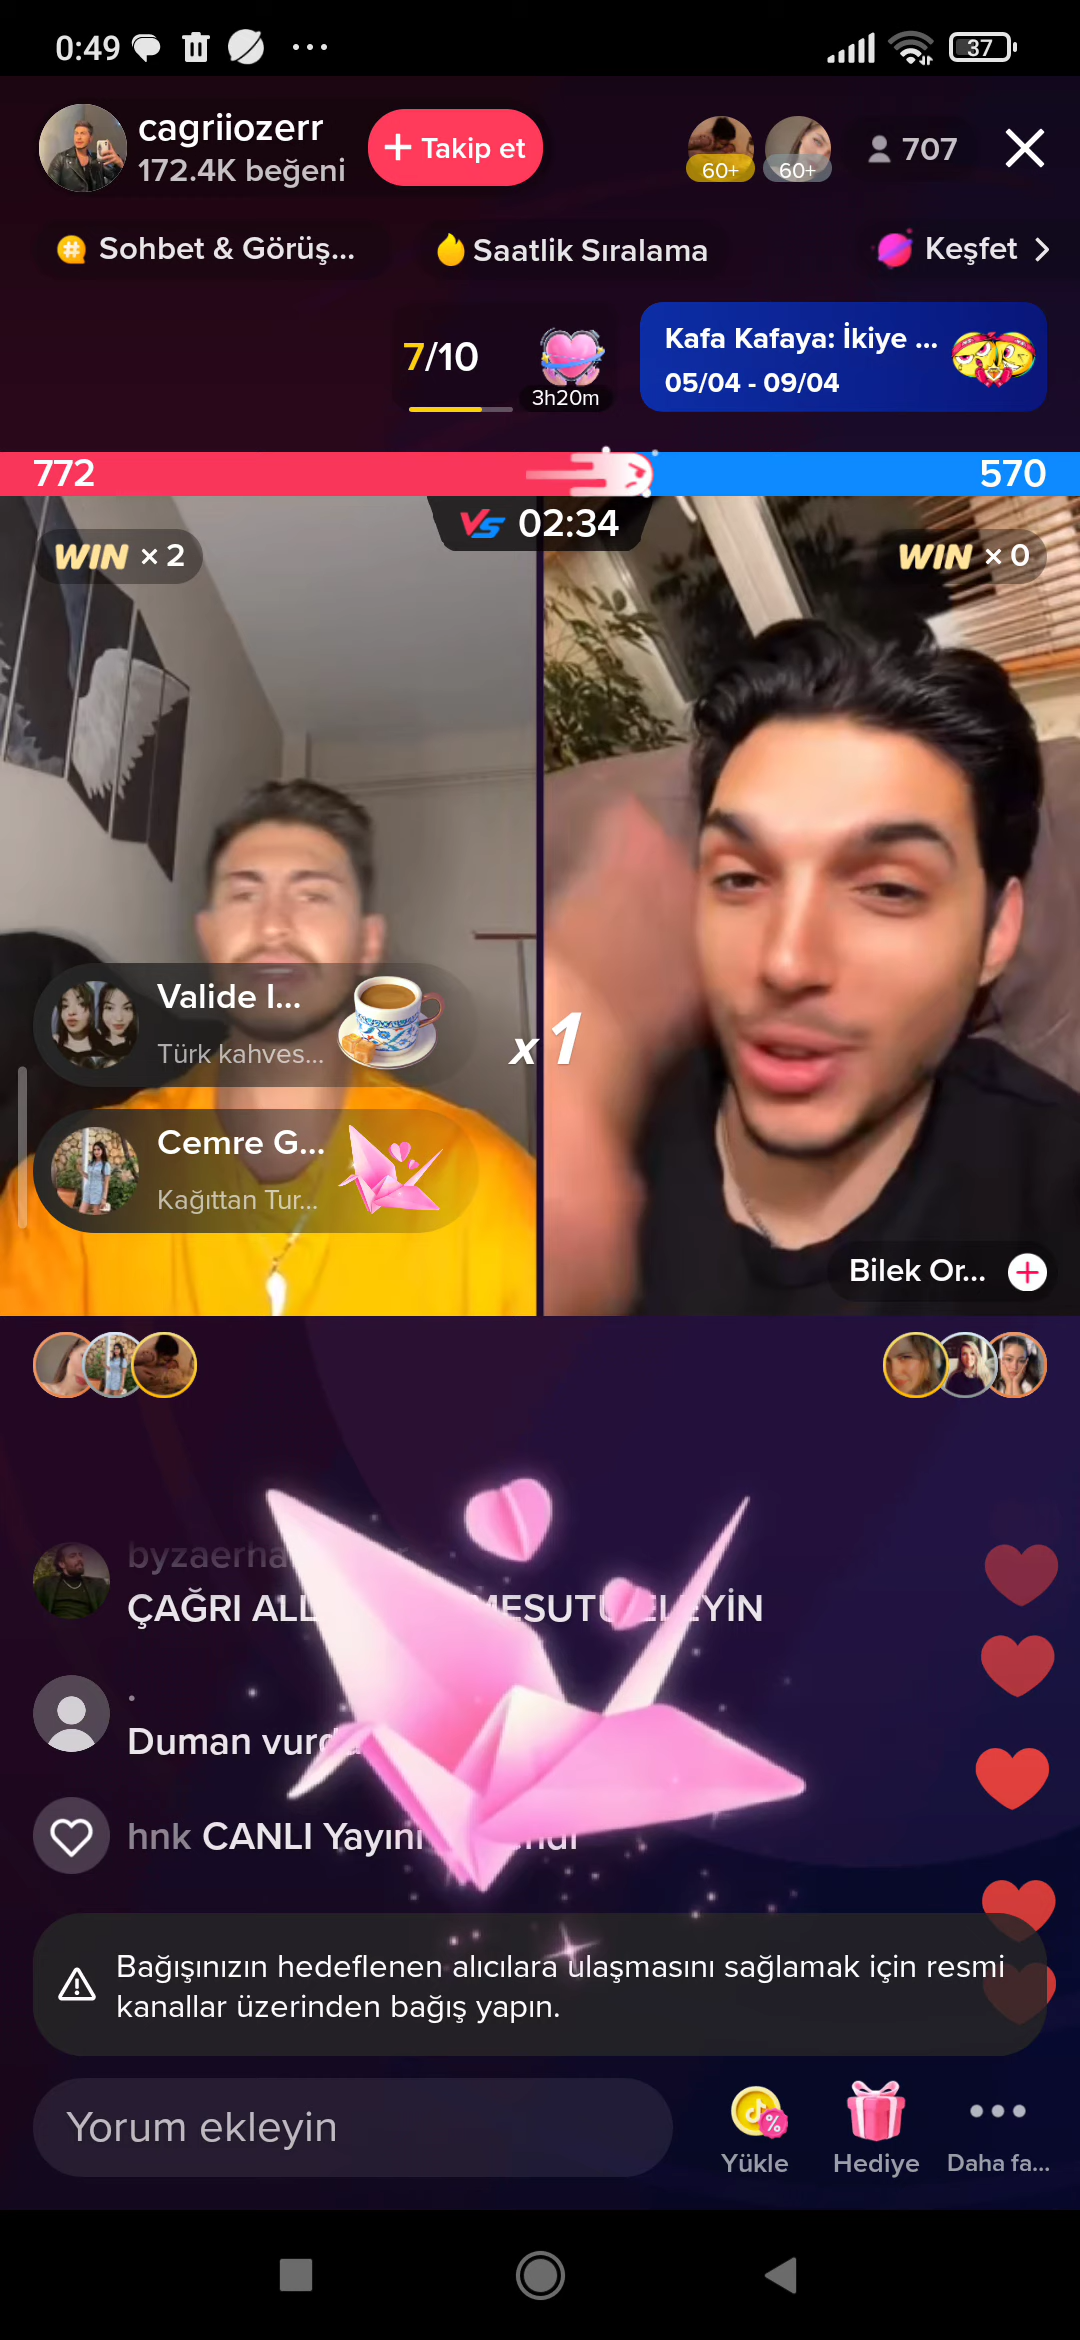 0:49
37
cagriiozerr
172.4K beğeni
+ Takip et
60+
60+
707
Sohbet & Görüş...
Saatlik Sıralama
Keşfet
7/10
3h20m
Kafa Kafaya: İkiye ...
05/04 - 09/04
772
570
VS 02:34
WIN × 2
WIN × 0
Valide I...
Türk kahves...
x1
Cemre G...
Kağıttan Tur...
Bilek Or...
ÇAĞRI
.
Duman
hnk CANLI Yayını
Bağışınızın hedeflenen alıcılara ulaşmasını sağlamak için resmi
kanallar üzerinden bağış yapın.
Yorum ekleyin
Yükle
Hediye
Daha fa...